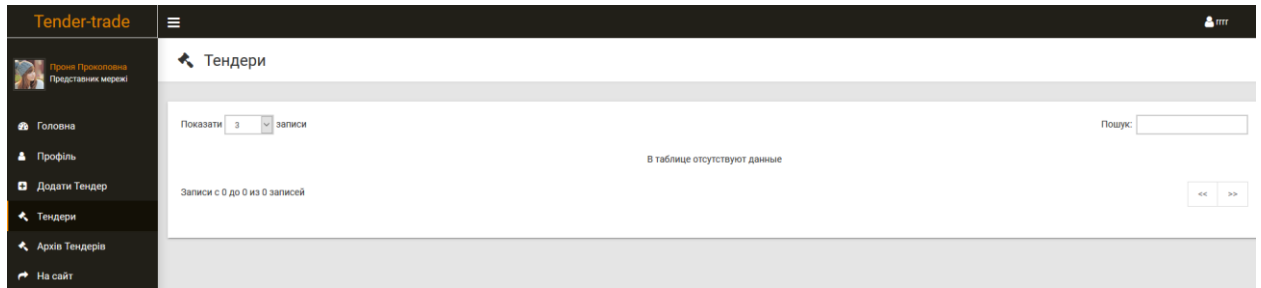 Tender-trade
rrrr
Проня Прокоповна
Представник мережі
Тендери
Головна
Профіль
Додати Тендер
Тендери
Архів Тендерів
На сайт
Показати 3 записи
Пошук:
В таблице отсутствуют данные
Записи с 0 до 0 из 0 записей
<< >>